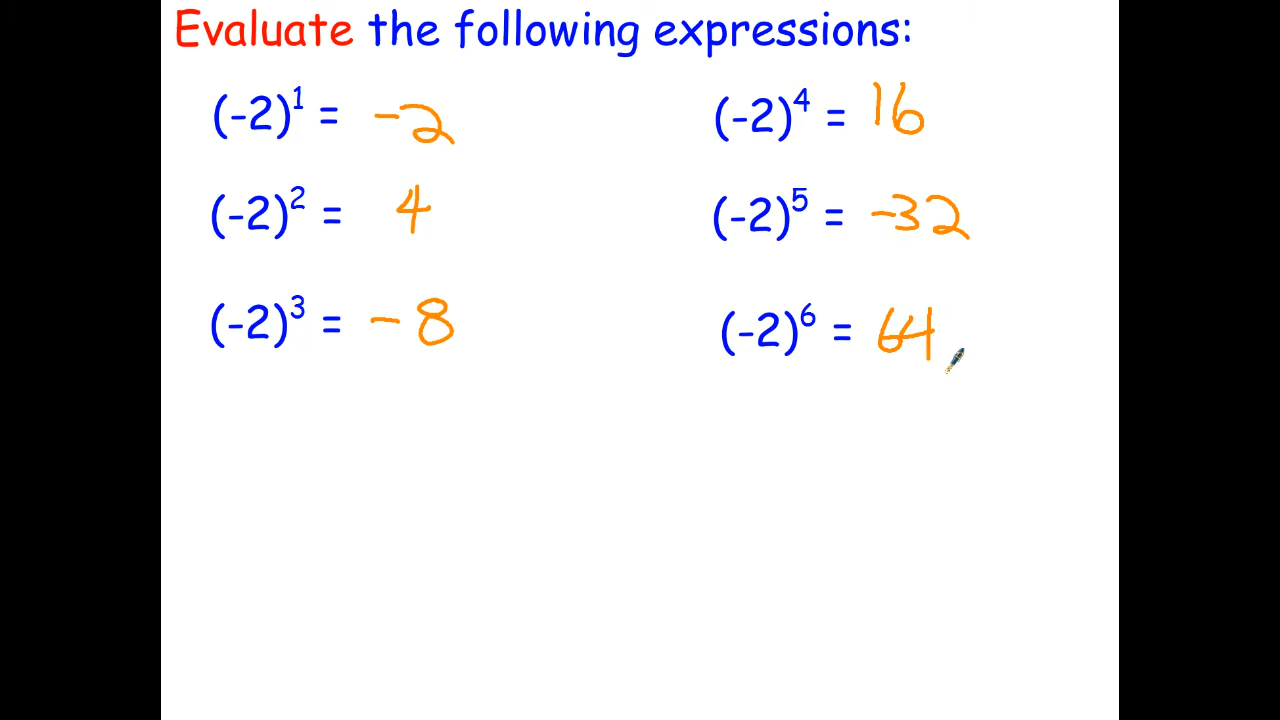 Evaluate the following expressions:
(-2)¹ = -2
(-2)² = 4
(-2)³ = -8
(-2)⁴ = 16
(-2)⁵ = -32
(-2)⁶ = 64